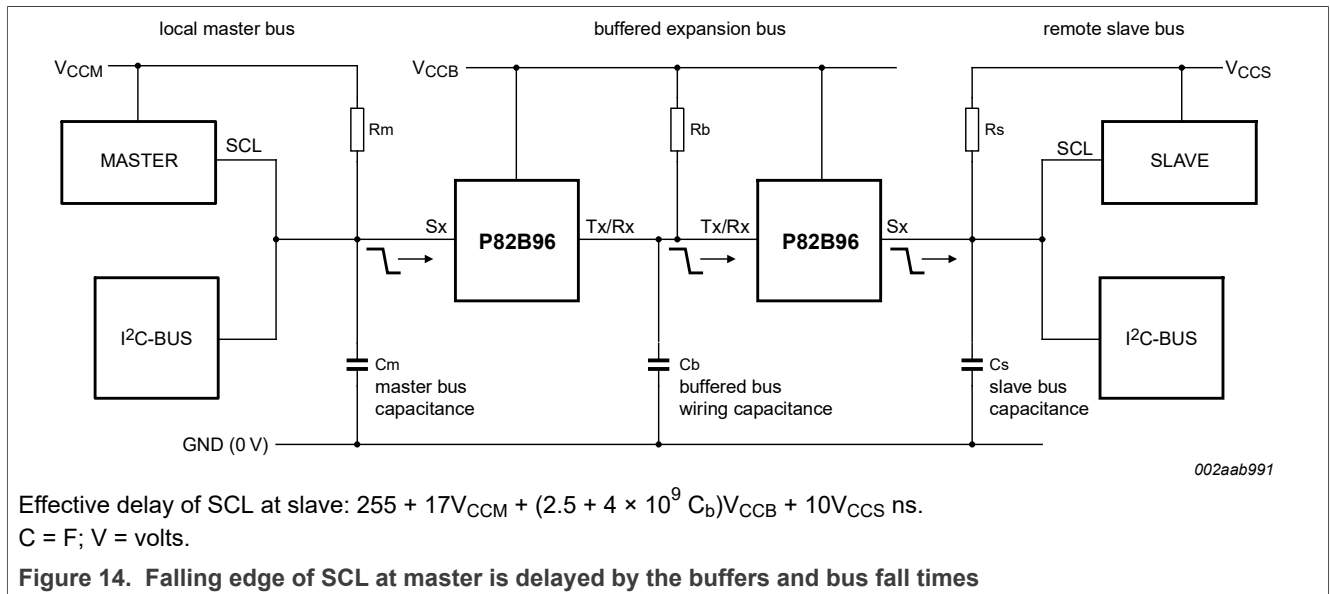 local master bus
buffered expansion bus
remote slave bus
VCCM
VCCB
VCCS
Rm
Rb
Rs
MASTER
SCL
SCL
SLAVE
Sx
P82B96
Tx/Rx
Tx/Rx
P82B96
Sx
I²C-BUS
I²C-BUS
Cm
master bus
capacitance
Cb
buffered bus
wiring capacitance
Cs
slave bus
capacitance
GND (0 V)
002aab991
Effective delay of SCL at slave: 255 + 17VCCM + (2.5 + 4 × 10⁹ Cb)VCCB + 10VCCS ns.
C = F; V = volts.
Figure 14. Falling edge of SCL at master is delayed by the buffers and bus fall times